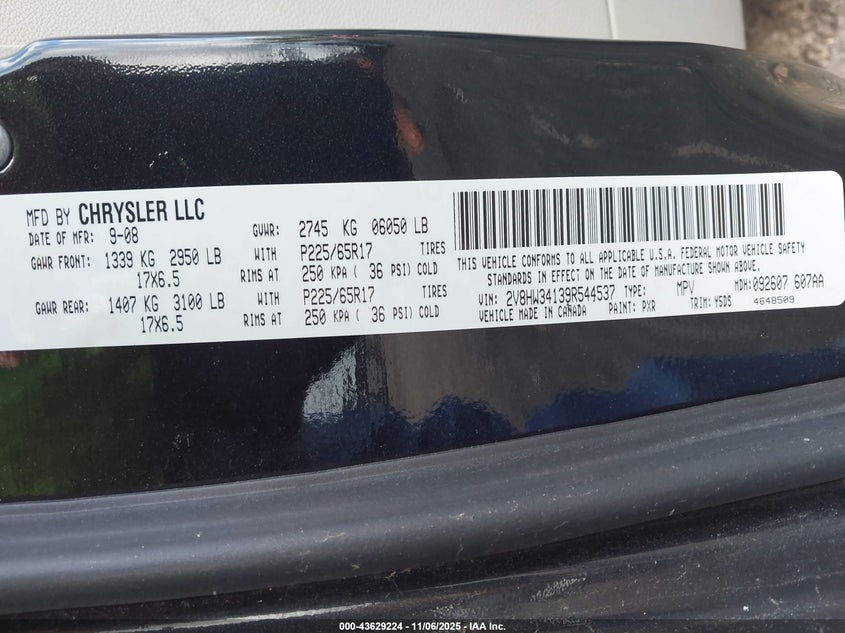 MFD BY CHRYSLER LLC
DATE OF MFR: 9-08
GVWR: 2745 KG 06050 LB
GAWR FRONT: 1339 KG 2950 LB
WITH P225/65R17 TIRES
17X6.5 RIMS AT 250 KPA ( 36 PSI) COLD
GAWR REAR: 1407 KG 3100 LB
WITH P225/65R17 TIRES
17X6.5 RIMS AT 250 KPA ( 36 PSI) COLD
THIS VEHICLE CONFORMS TO ALL APPLICABLE U.S.A. FEDERAL MOTOR VEHICLE SAFETY
STANDARDS IN EFFECT ON THE DATE OF MANUFACTURE SHOWN ABOVE.
VIN: 2V8HW34139R544537 TYPE: MPV MDH: 092607 607AA
VEHICLE MADE IN CANADA PAINT: PXR TRIM: Y5DS 4648509
000-43629224 - 11/06/2025 - IAA Inc.